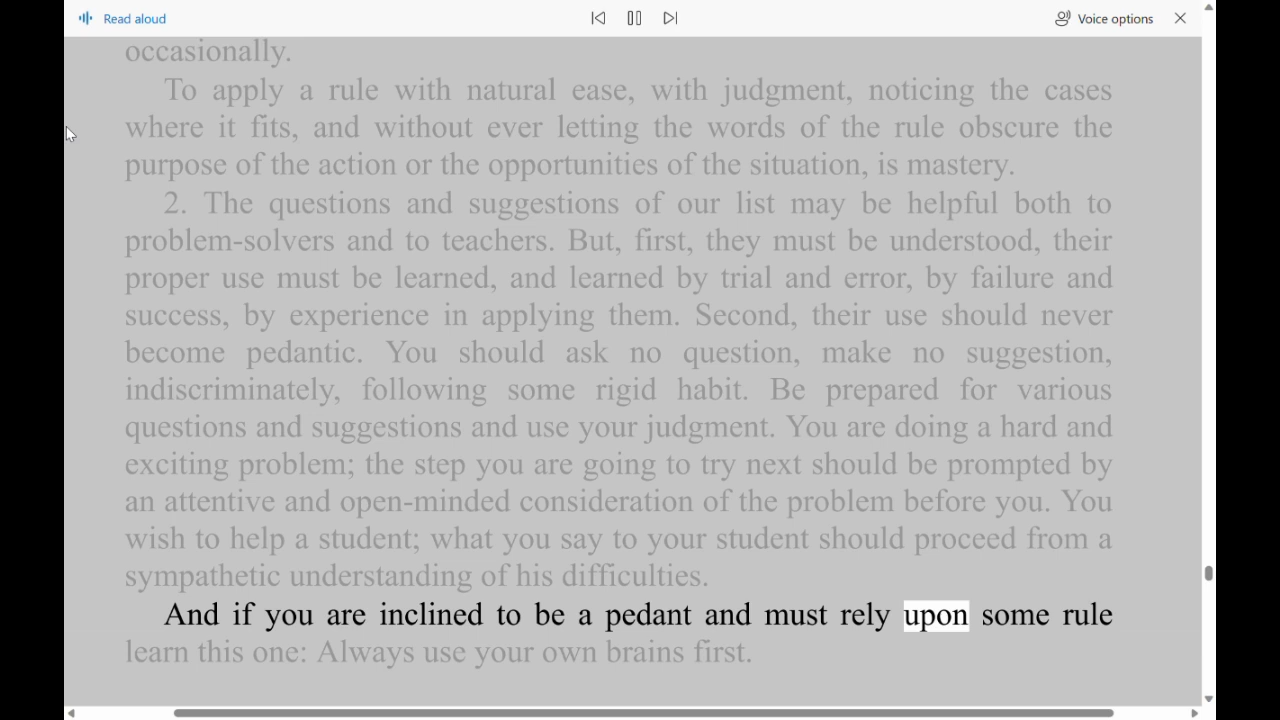 Read aloud
Voice options
occasionally.
To apply a rule with natural ease, with judgment, noticing the cases
where it fits, and without ever letting the words of the rule obscure the
purpose of the action or the opportunities of the situation, is mastery.
2. The questions and suggestions of our list may be helpful both to
problem-solvers and to teachers. But, first, they must be understood, their
proper use must be learned, and learned by trial and error, by failure and
success, by experience in applying them. Second, their use should never
become pedantic. You should ask no question, make no suggestion,
indiscriminately, following some rigid habit. Be prepared for various
questions and suggestions and use your judgment. You are doing a hard and
exciting problem; the step you are going to try next should be prompted by
an attentive and open-minded consideration of the problem before you. You
wish to help a student; what you say to your student should proceed from a
sympathetic understanding of his difficulties.
And if you are inclined to be a pedant and must rely upon some rule
learn this one: Always use your own brains first.